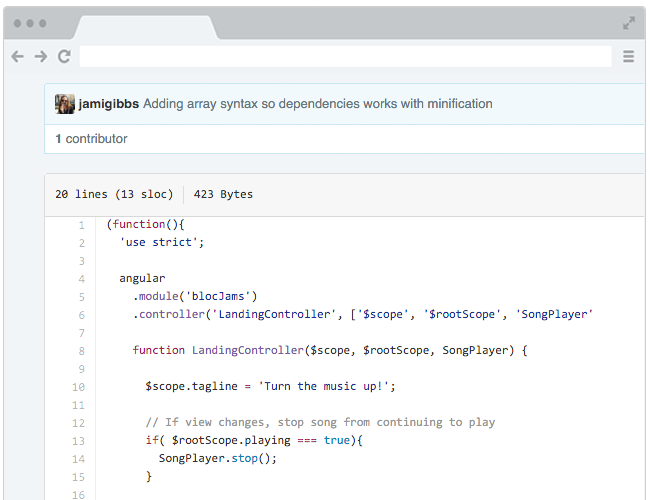 jamigibbs Adding array syntax so dependencies works with minification
1 contributor
20 lines (13 sloc) 423 Bytes
1 (function(){
2 'use strict';
3
4 angular
5 .module('blocJams')
6 .controller('LandingController', ['$scope', '$rootScope', 'SongPlayer'
7
8 function LandingController($scope, $rootScope, SongPlayer) {
9
10 $scope.tagline = 'Turn the music up!';
11
12 // If view changes, stop song from continuing to play
13 if( $rootScope.playing === true){
14 SongPlayer.stop();
15 }
16